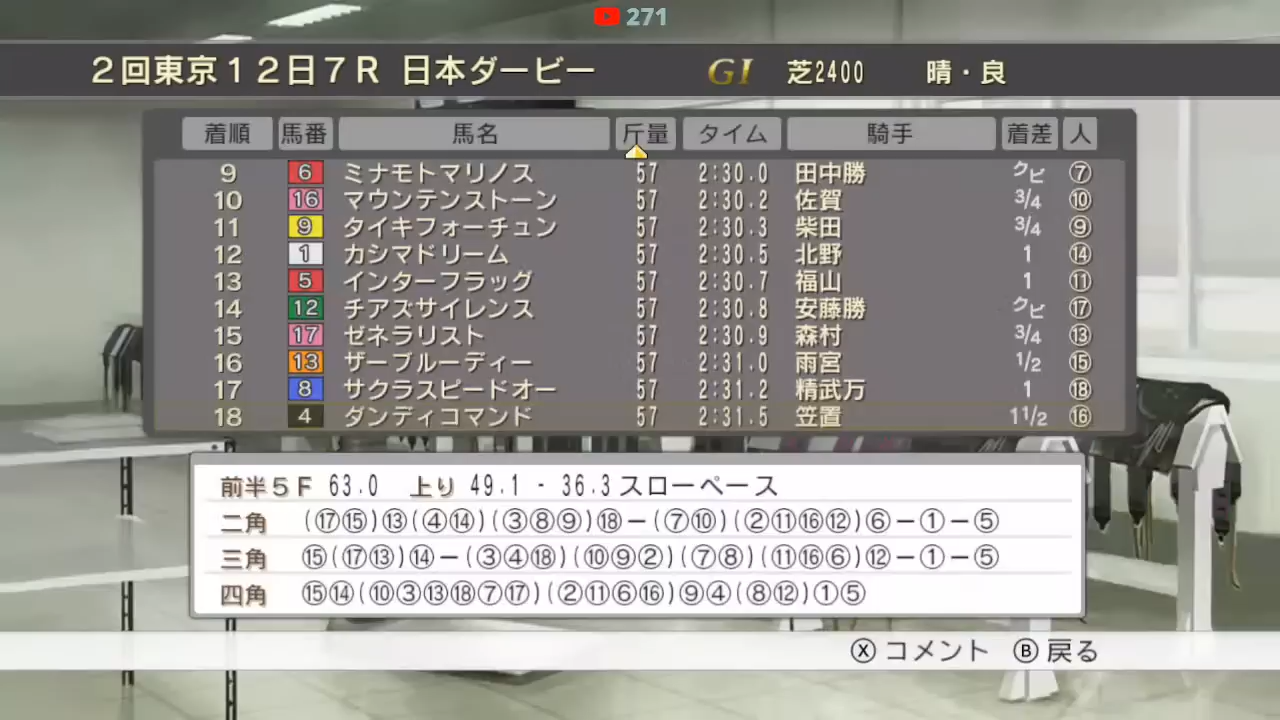 271
2回東京12日7R 日本ダービー GI 芝2400 晴・良
着順 馬番 馬名 斤量 タイム 騎手 着差 人
9 6 ミナモトマリノス 57 2:30.0 田中勝 クビ ⑦
10 16 マウンテンストーン 57 2:30.2 佐賀 3/4 ⑩
11 9 タイキフォーチュン 57 2:30.3 柴田 3/4 ⑨
12 1 カシマドリーム 57 2:30.5 北野 1 ⑭
13 5 インターフラッグ 57 2:30.7 福山 1 ⑪
14 12 チアズサイレンス 57 2:30.8 安藤勝 クビ ⑰
15 17 ゼネラリスト 57 2:30.9 森村 3/4 ⑬
16 13 ザーブルーディー 57 2:31.0 雨宮 1/2 ⑮
17 8 サクラスピードオー 57 2:31.2 精武万 1 ⑱
18 4 ダンディコマンド 57 2:31.5 笠置 11/2 ⑯
前半5F 63.0 上り 49.1 - 36.3 スローペース
二角 (⑰⑮)⑬(④⑭)(③⑧⑨)⑱－(⑦⑩)(②⑪⑯⑫)⑥－①－⑤
三角 ⑮(⑰⑬)⑭－(③④⑱)(⑩⑨②)(⑦⑧)(⑪⑯⑥)⑫－①－⑤
四角 ⑮⑭(⑩③⑬⑱⑦⑰)(②⑪⑥⑯)⑨④(⑧⑫)①⑤
Ⓧ コメント Ⓑ 戻る